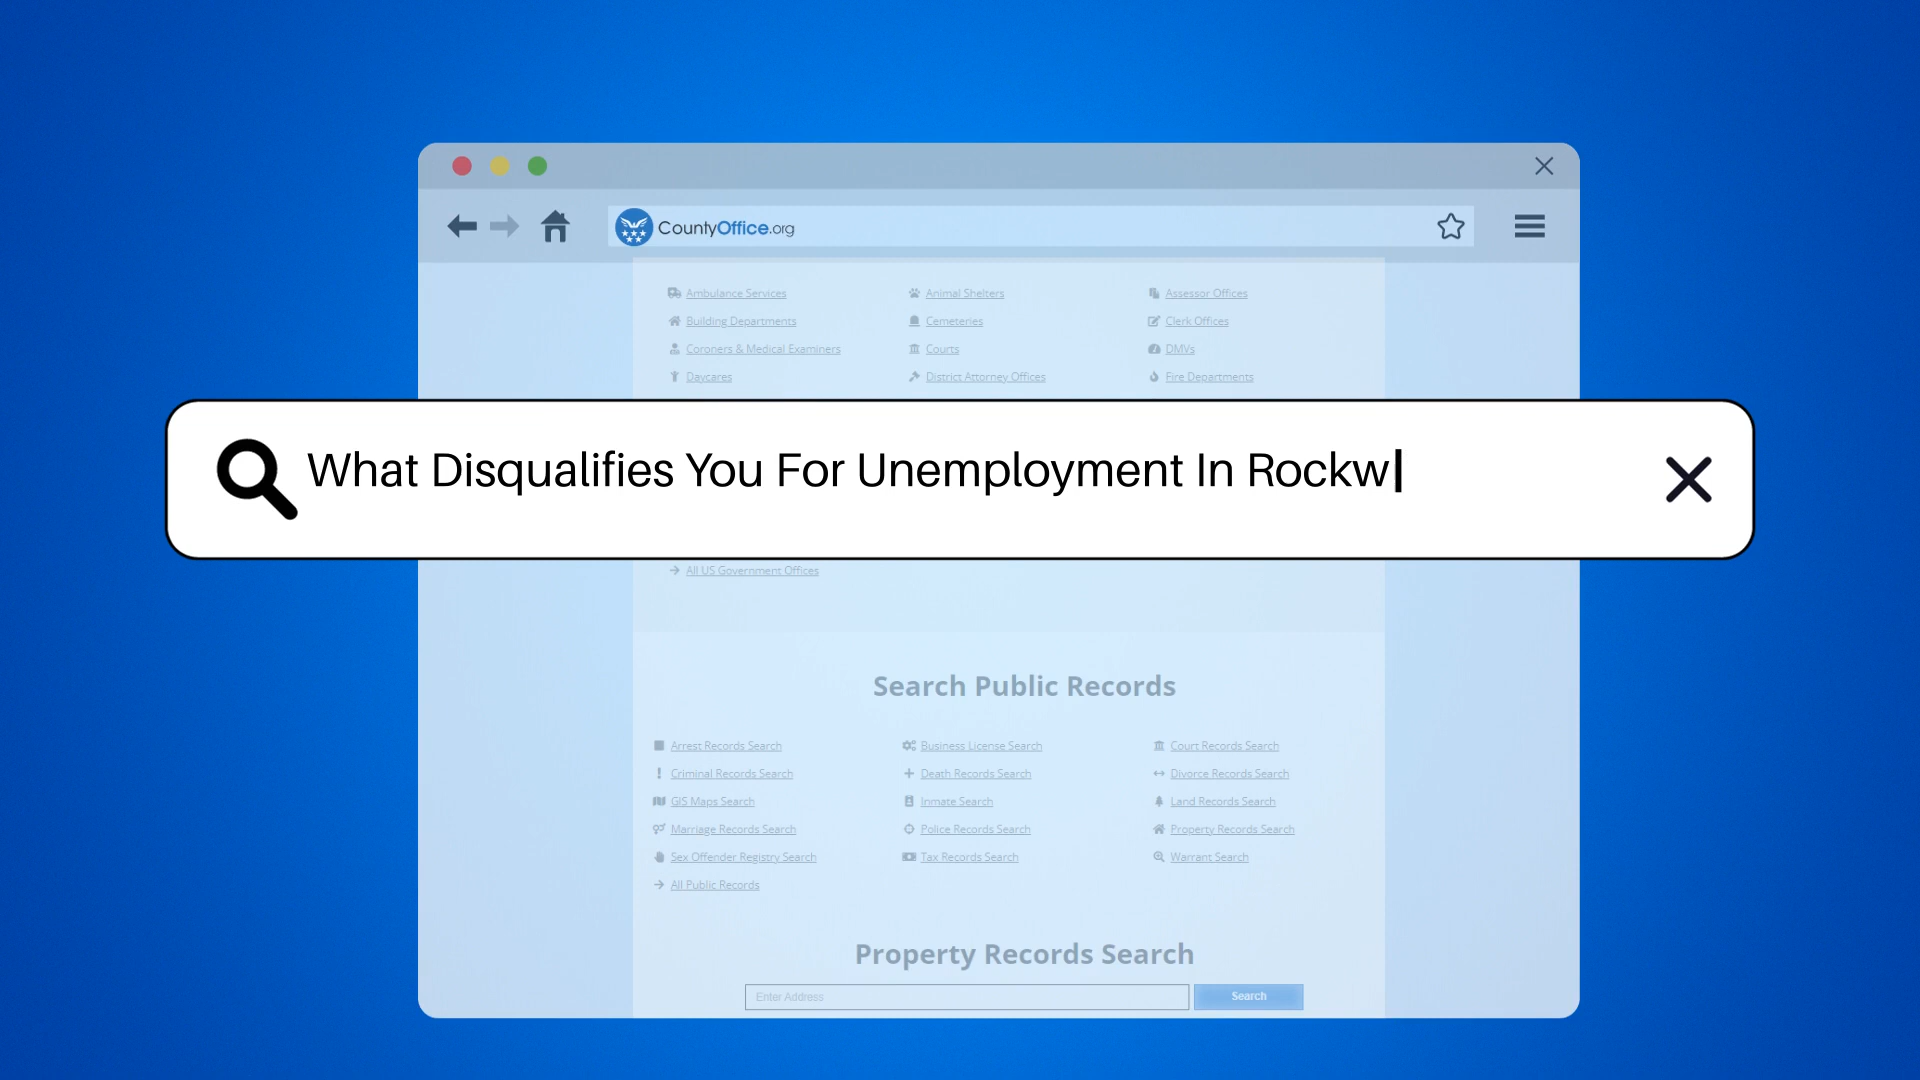 CountyOffice.org
Ambulance Services Animal Shelters Assessor Offices
Building Departments Cemeteries Clerk Offices
Coroners & Medical Examiners Courts DMVs
Daycares District Attorney Offices Fire Departments
What Disqualifies You For Unemployment In Rockw
All US Government Offices
Search Public Records
Arrest Records Search Business License Search Court Records Search
Criminal Records Search Death Records Search Divorce Records Search
GIS Maps Search Inmate Search Land Records Search
Marriage Records Search Police Records Search Property Records Search
Sex Offender Registry Search Tax Records Search Warrant Search
All Public Records
Property Records Search
Enter Address Search